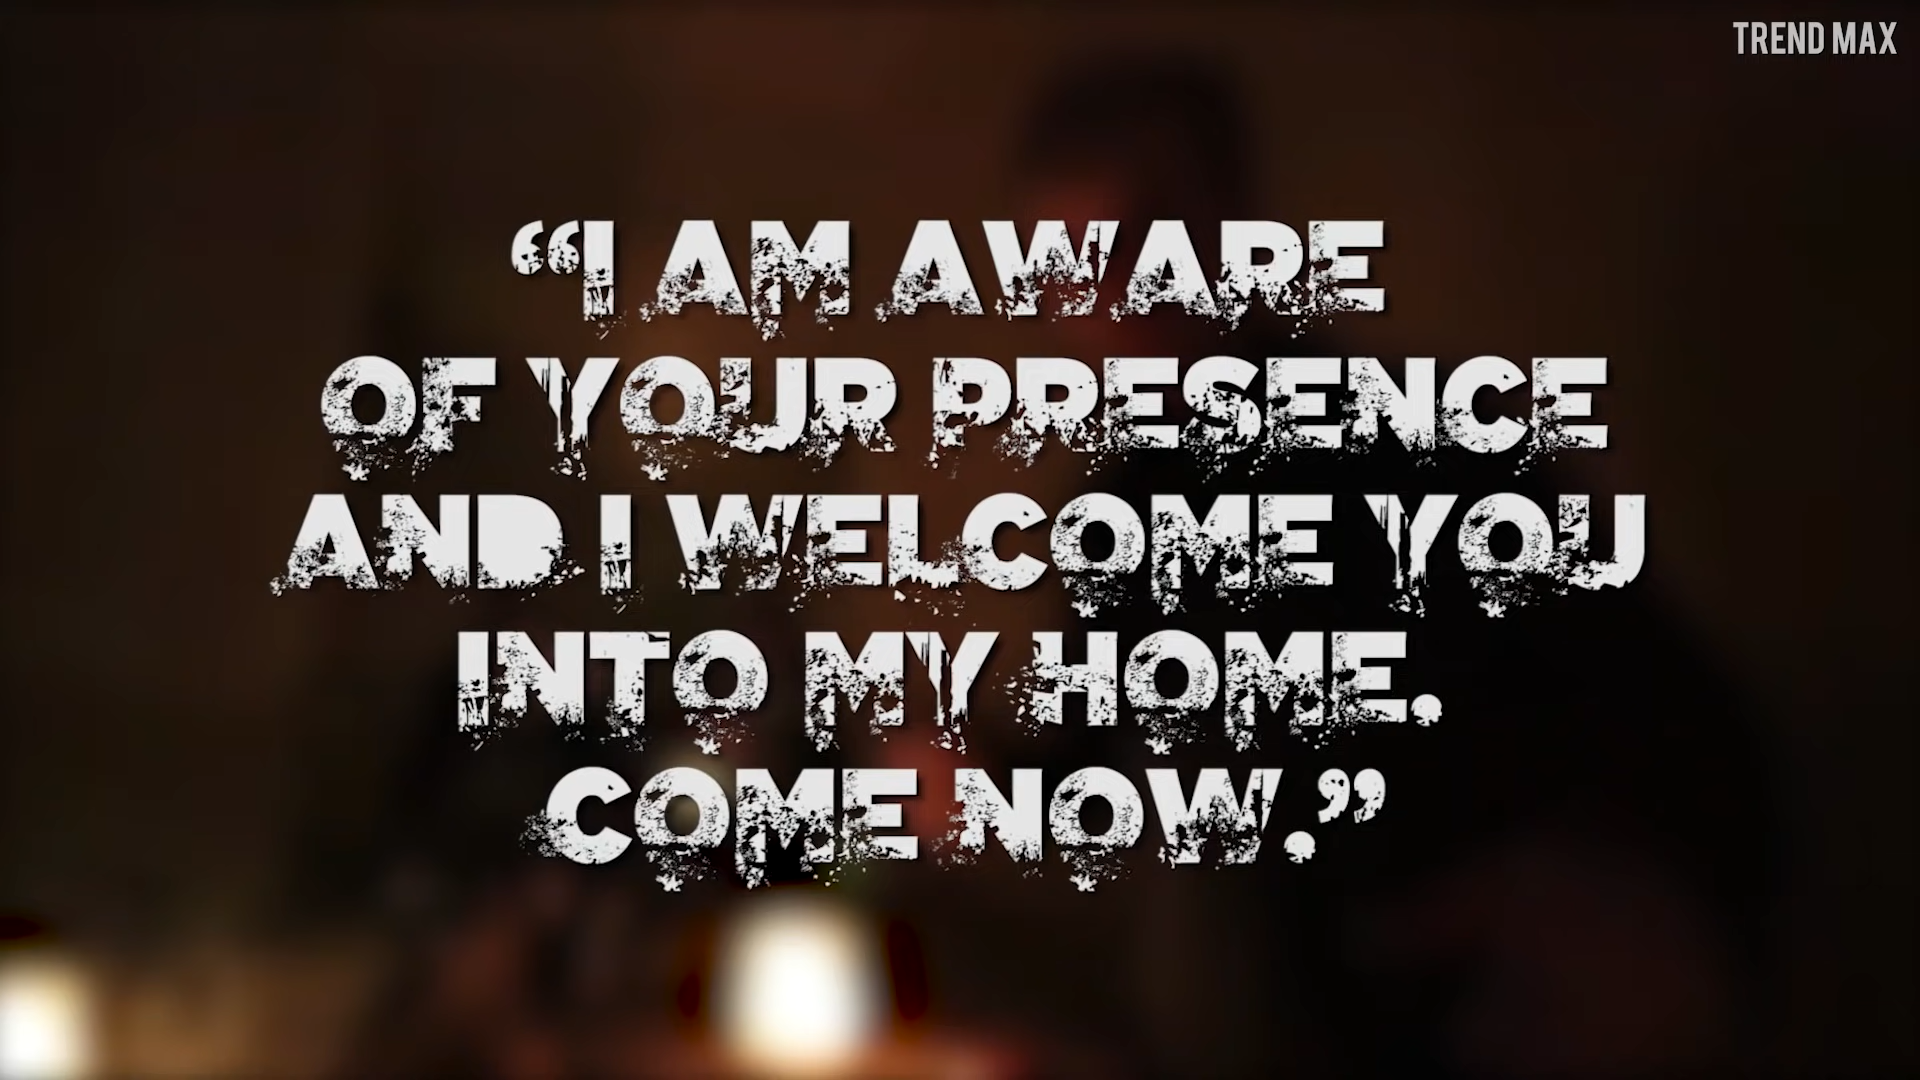 TREND MAX
“I AM AWARE
OF YOUR PRESENCE
AND I WELCOME YOU
INTO MY HOME.
COME NOW.”